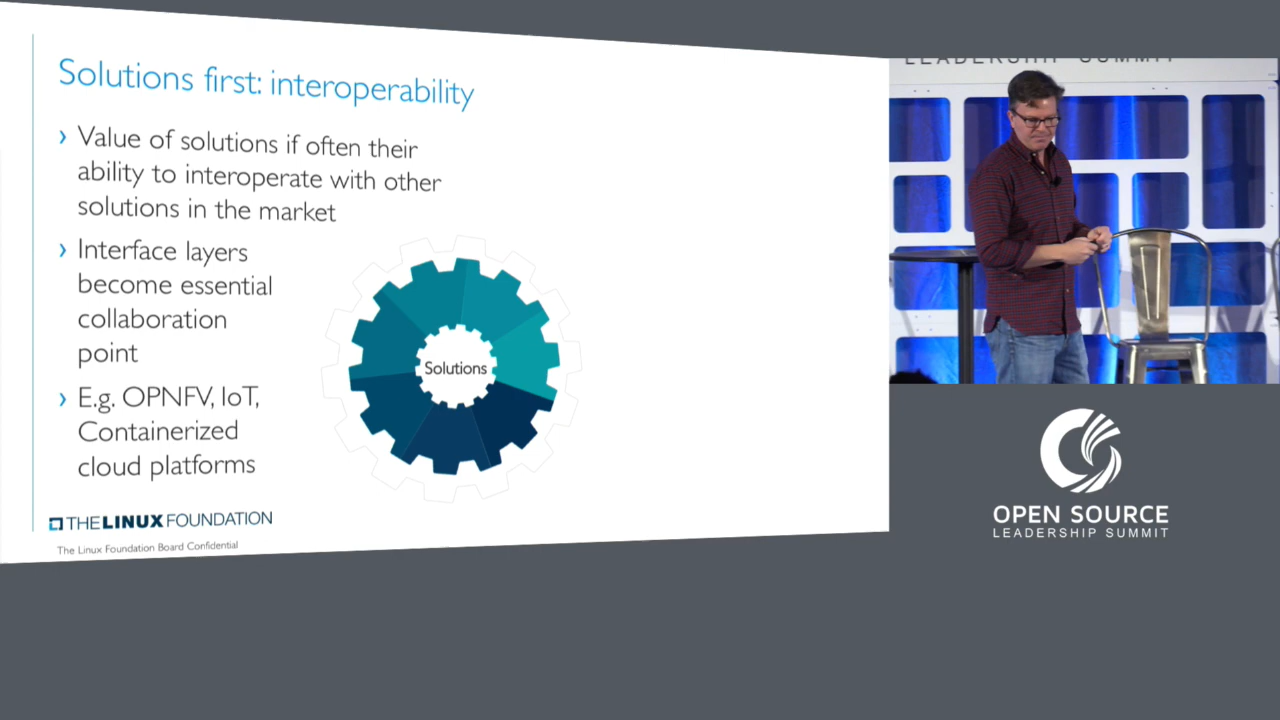 Solutions first: interoperability
› Value of solutions if often their
ability to interoperate with other
solutions in the market
› Interface layers
become essential
collaboration
point
› E.g. OPNFV, IoT,
Containerized
cloud platforms
Solutions
THE LINUX FOUNDATION
The Linux Foundation Board Confidential
LEADERSHIP SUMMIT
OPEN SOURCE
LEADERSHIP SUMMIT